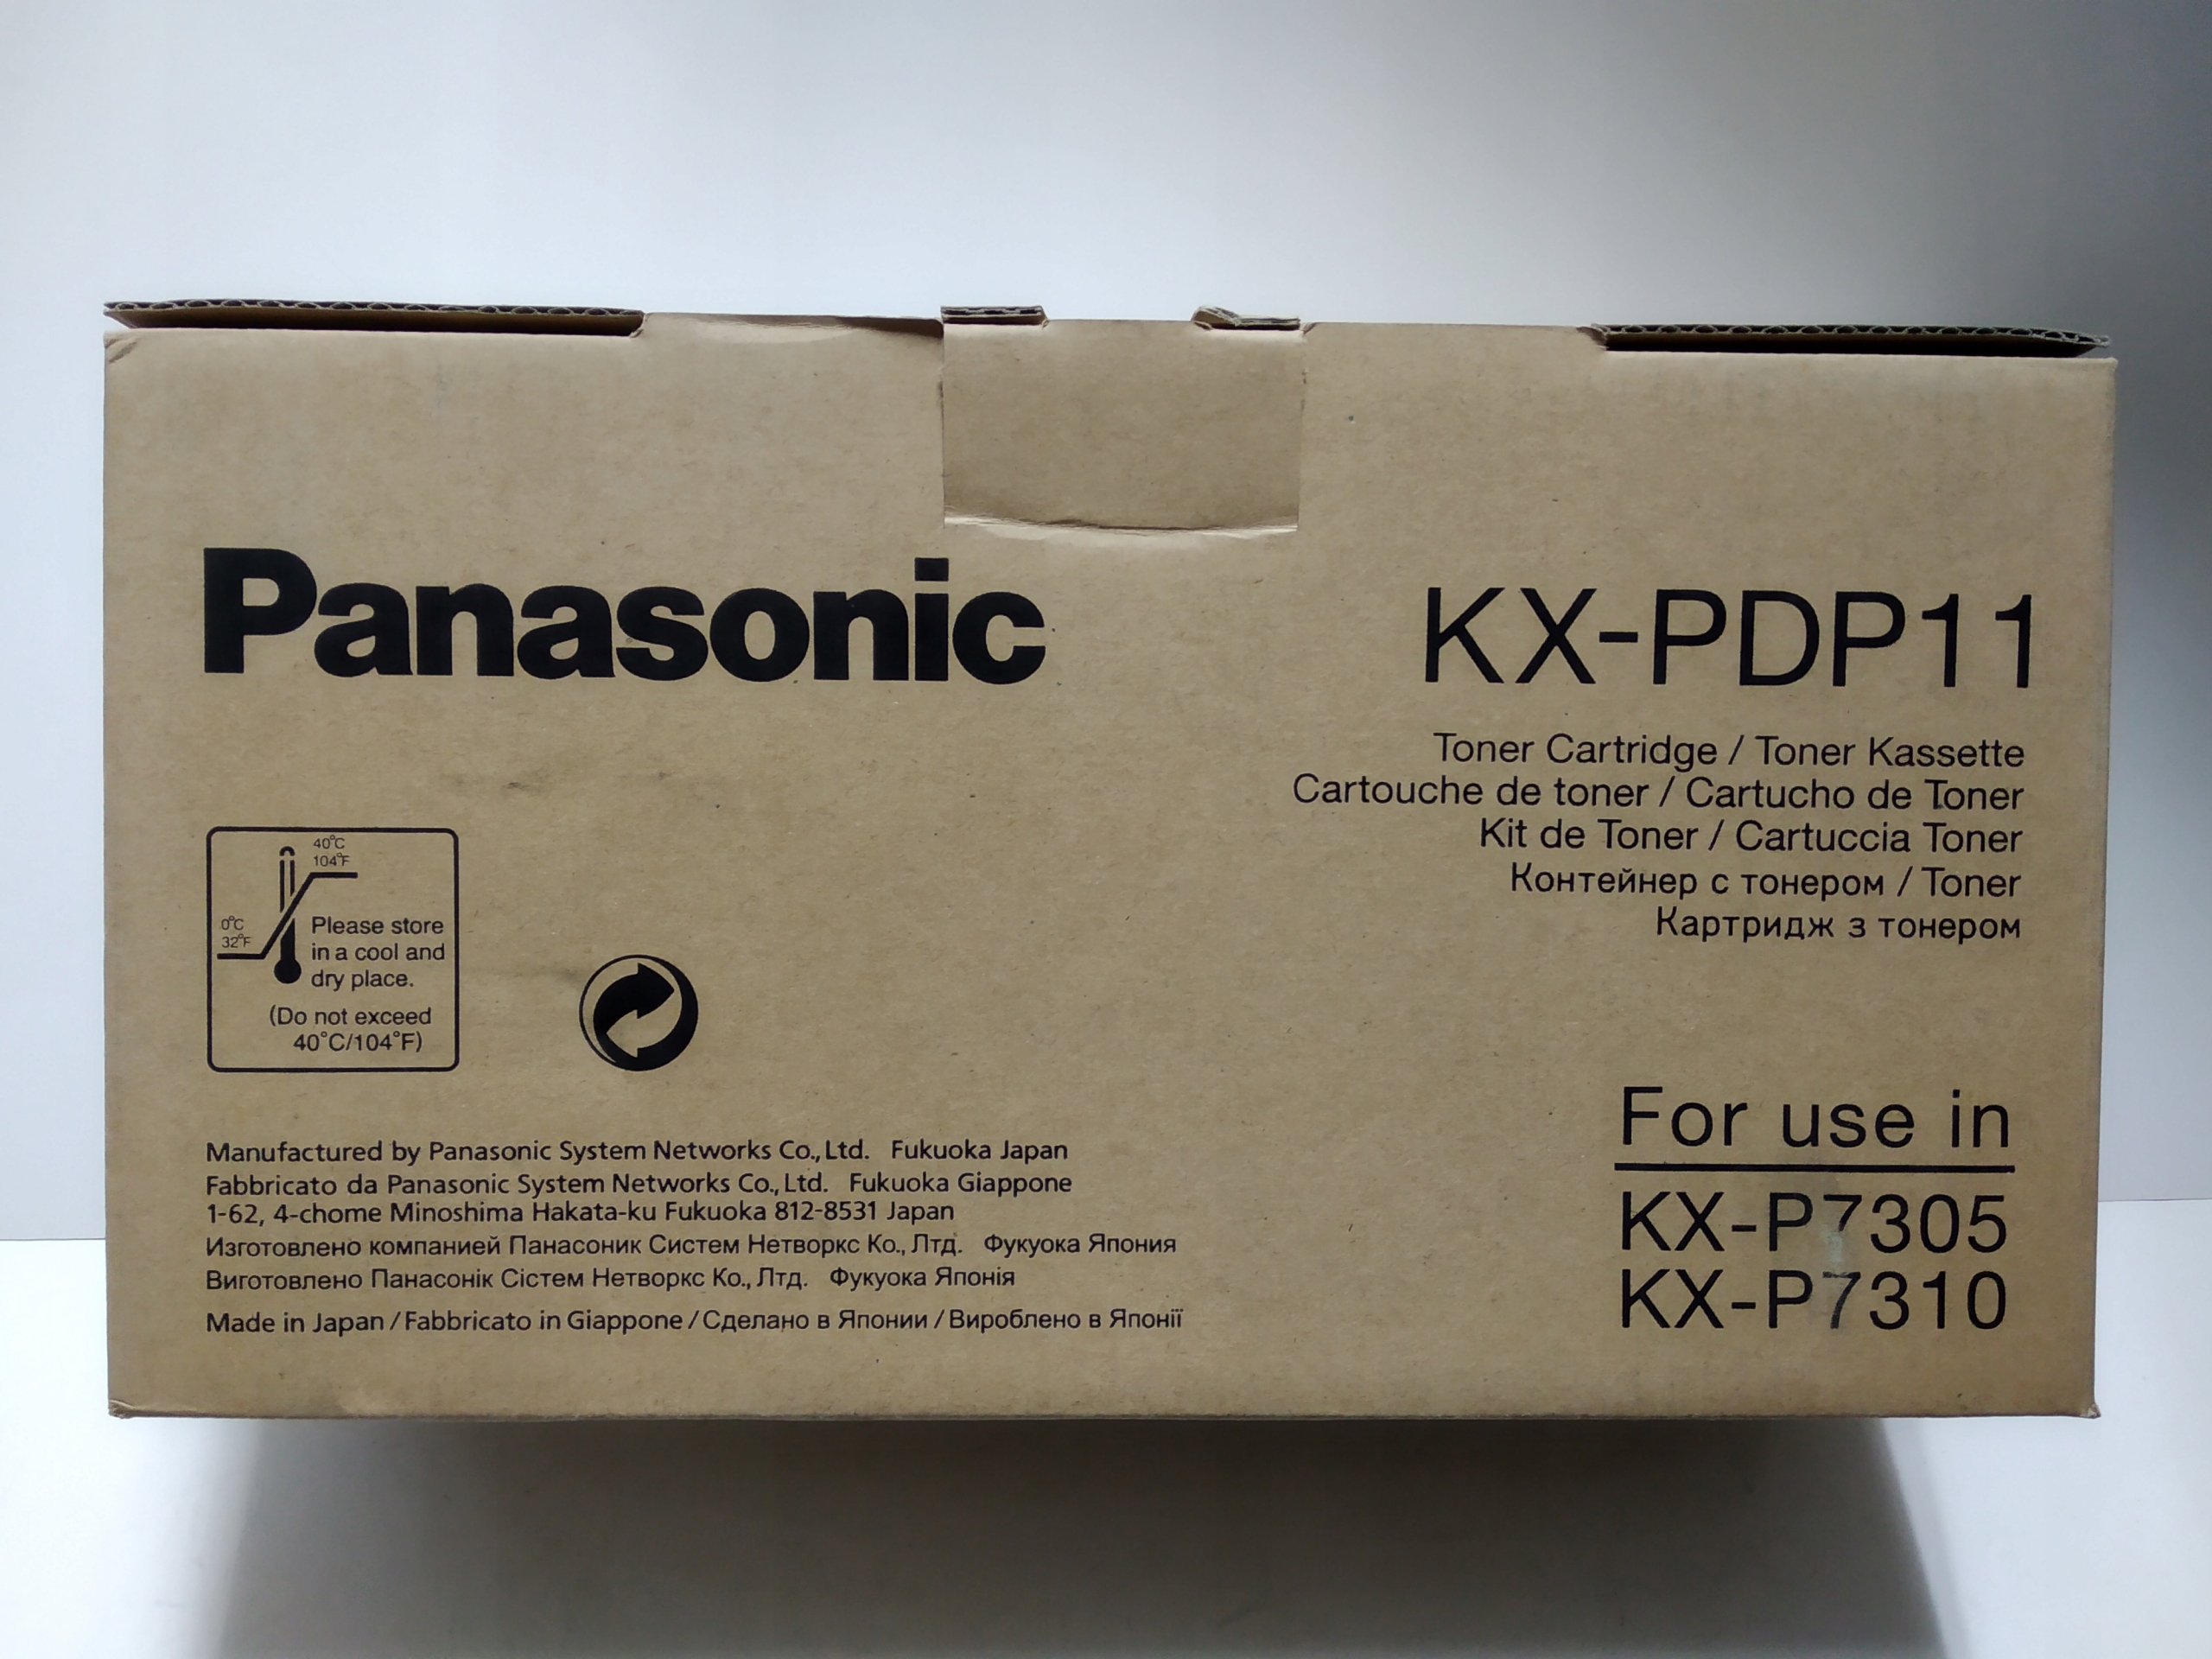 Panasonic
KX-PDP11
Toner Cartridge / Toner Kassette
Cartouche de toner / Cartucho de Toner
Kit de Toner / Cartuccia Toner
Контейнер с тонером / Toner
Картридж з тонером
40°C
104°F
0°C
32°F
Please store
in a cool and
dry place.
(Do not exceed
40°C/104°F)
Manufactured by Panasonic System Networks Co., Ltd. Fukuoka Japan
Fabbricato da Panasonic System Networks Co., Ltd. Fukuoka Giappone
1-62, 4-chome Minoshima Hakata-ku Fukuoka 812-8531 Japan
Изготовлено компанией Панасоник Систем Нетворкс Ко., Лтд. Фукуока Япония
Виготовлено Панасонік Сістем Нетворкс Ко., Лтд. Фукуока Японія
Made in Japan / Fabbricato in Giappone / Сделано в Японии / Вироблено в Японії
For use in
KX-P7305
KX-P7310